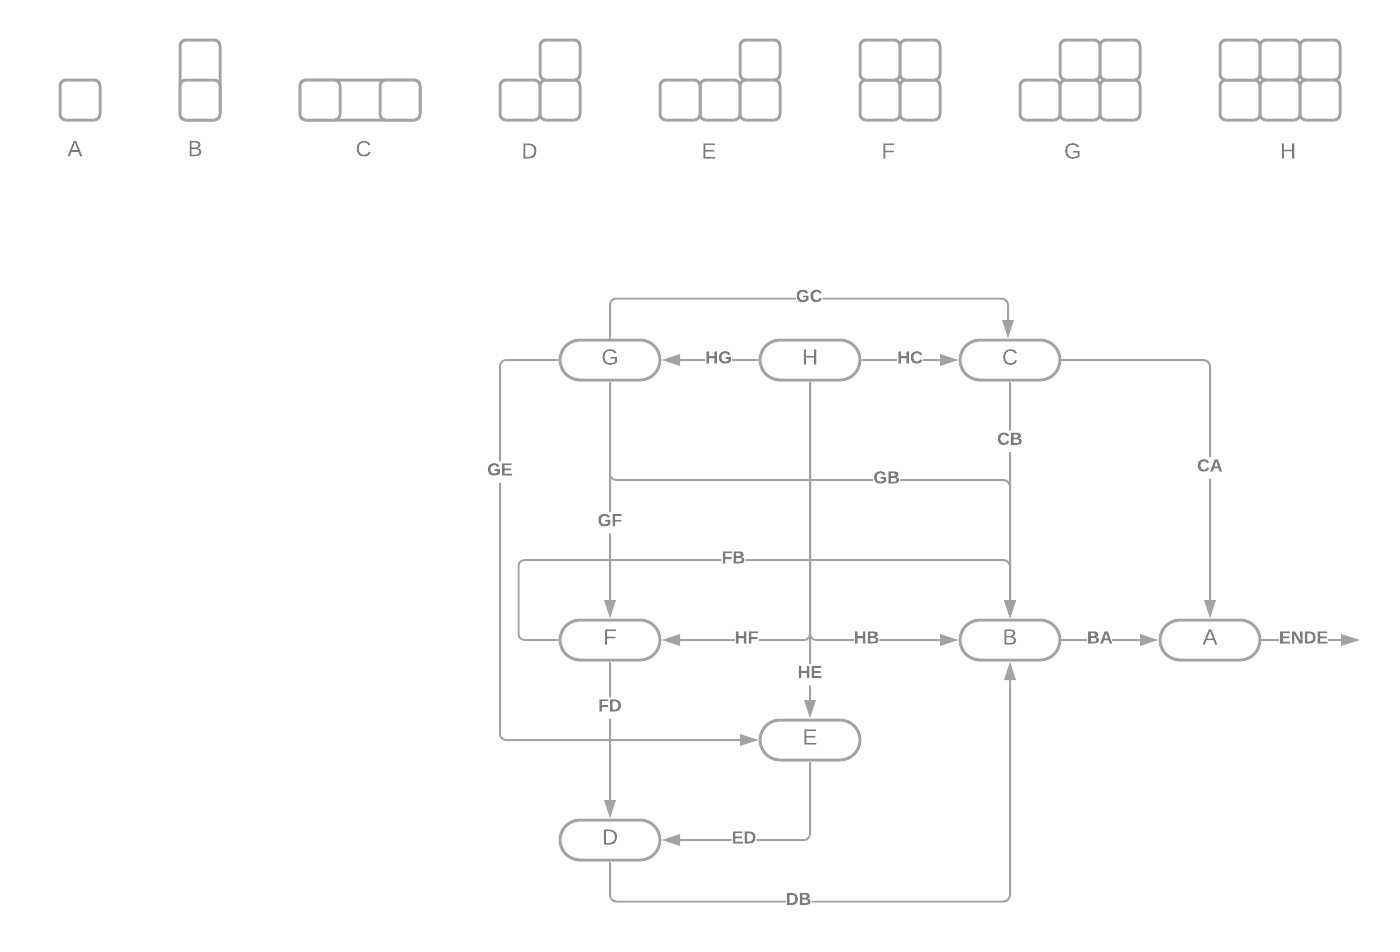 A B C D E F G H
GC
G HG H HC C
CB
CA
GE
GB
GF
FB
F HF HB B BA A ENDE
HE
FD
E
D ED
DB